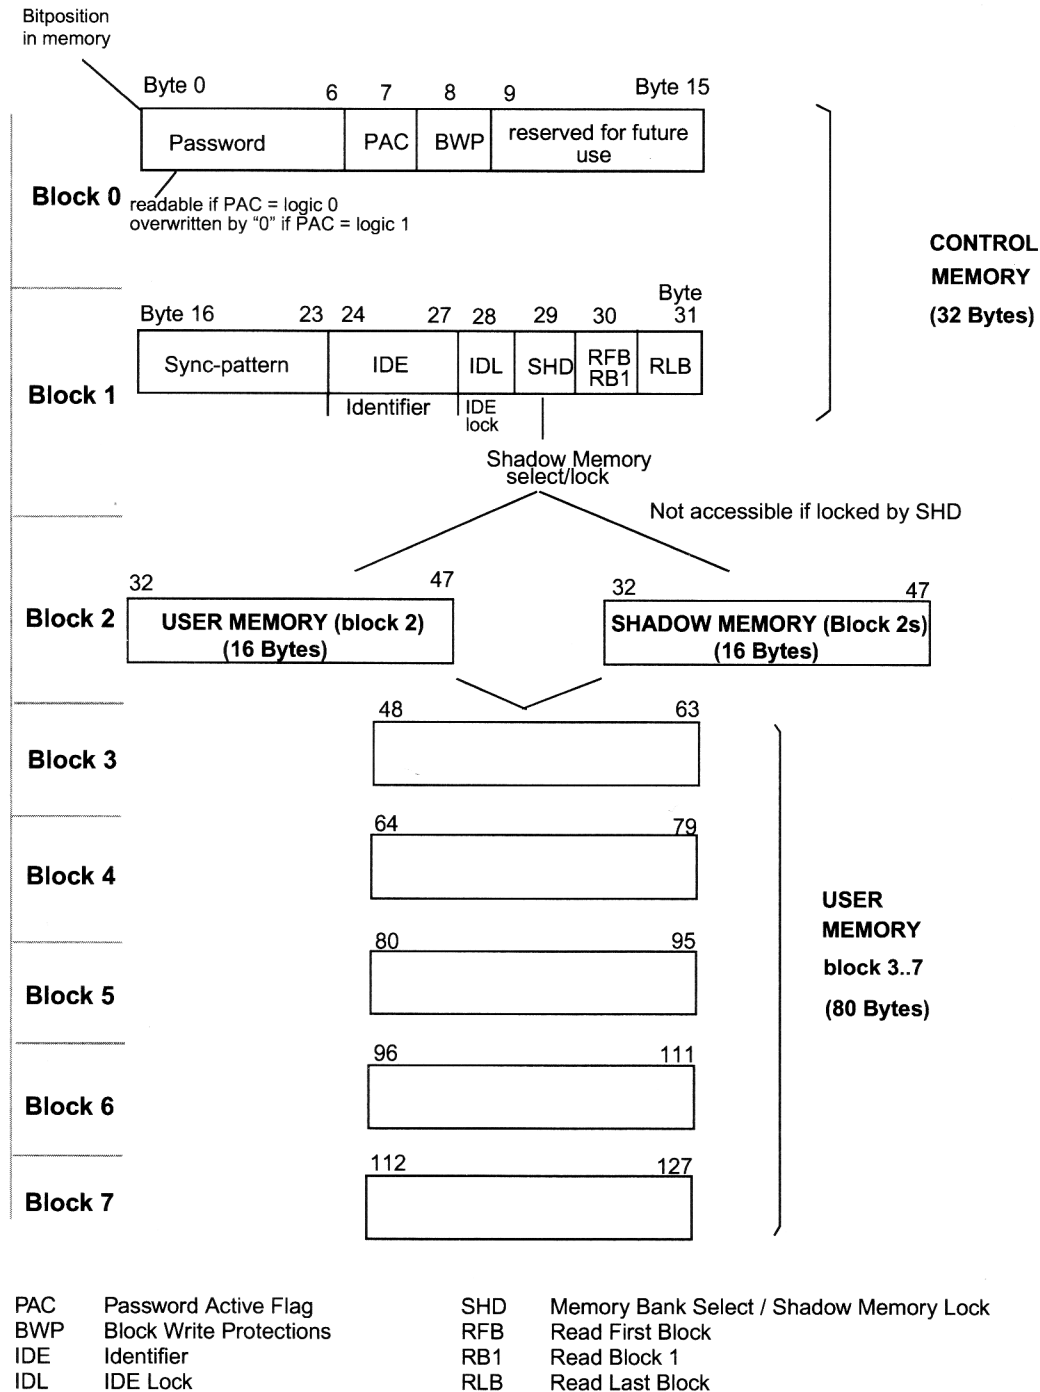 Bitposition
in memory
Byte 0 6 7 8 9 Byte 15
Password PAC BWP reserved for future
use
Block 0
readable if PAC = logic 0
overwritten by "0" if PAC = logic 1
CONTROL
MEMORY
(32 Bytes)
Byte
Byte 16 23 24 27 28 29 30 31
Sync-pattern IDE IDL SHD RFB
RB1 RLB
Block 1
Identifier IDE
lock
Shadow Memory
select/lock
Not accessible if locked by SHD
32 47 32 47
Block 2
USER MEMORY (block 2)
(16 Bytes)
SHADOW MEMORY (Block 2s)
(16 Bytes)
48 63
Block 3
64 79
Block 4
USER
MEMORY
block 3..7
(80 Bytes)
80 95
Block 5
96 111
Block 6
112 127
Block 7
PAC Password Active Flag
BWP Block Write Protections
IDE Identifier
IDL IDE Lock
SHD Memory Bank Select / Shadow Memory Lock
RFB Read First Block
RB1 Read Block 1
RLB Read Last Block